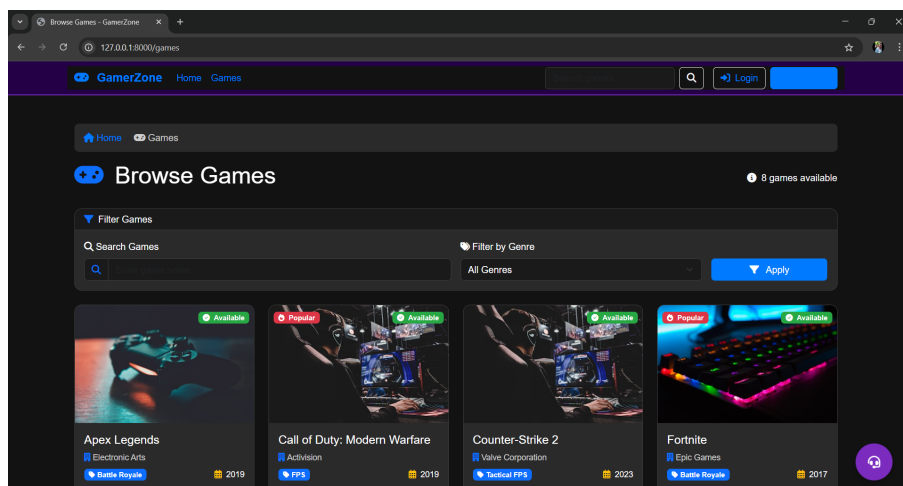 Browse Games - GamerZone
127.0.0.1:8000/games
GamerZone Home Games Login
Home Games
Browse Games
8 games available
Filter Games
Search Games Filter by Genre
All Genres Apply
Available Popular Available Available Popular Available
Apex Legends Call of Duty: Modern Warfare Counter-Strike 2 Fortnite
Electronic Arts Activision Valve Corporation Epic Games
Battle Royale 2019 FPS 2019 Tactical FPS 2023 Battle Royale 2017